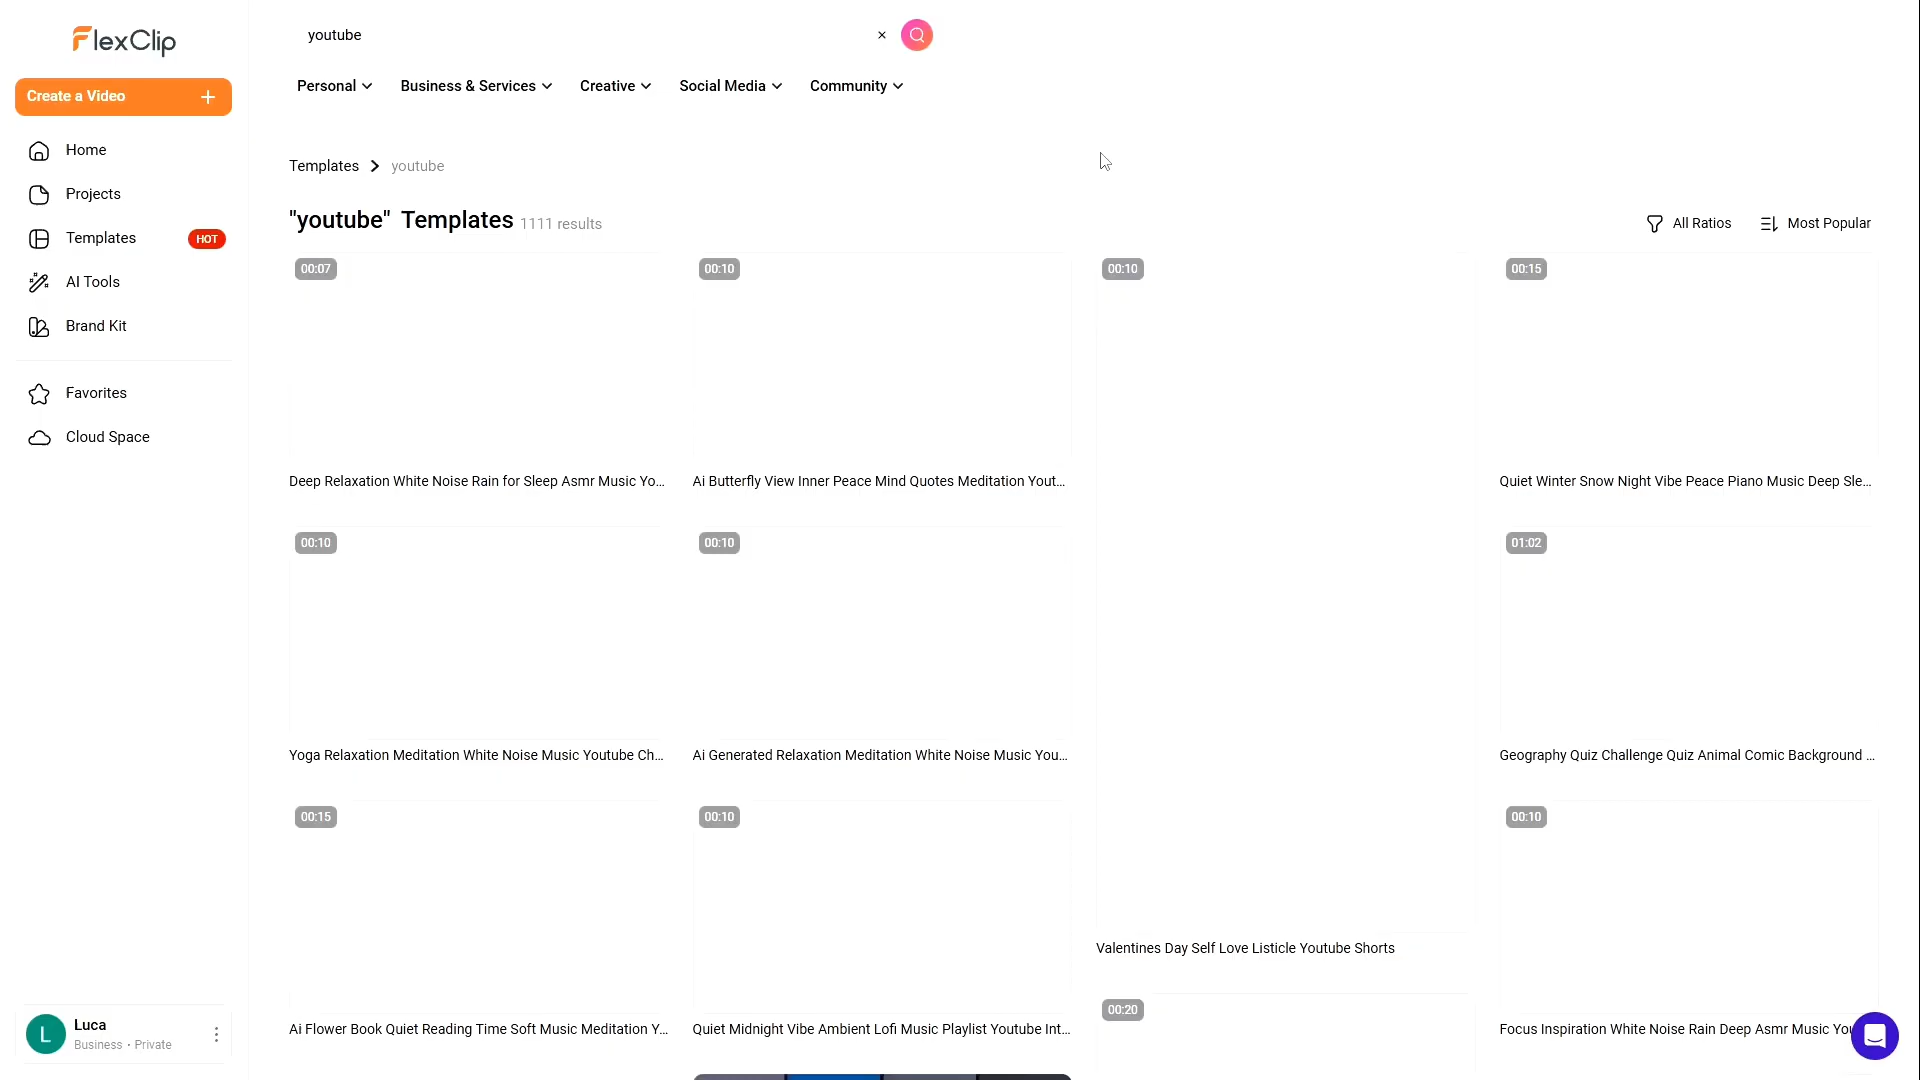 FlexClip
youtube
Create a Video
Personal
Business & Services
Creative
Social Media
Community
Home
Projects
Templates
HOT
AI Tools
Brand Kit
Favorites
Cloud Space
Templates
youtube
"youtube" Templates 1111 results
All Ratios
Most Popular
00:07
00:10
00:10
00:15
Deep Relaxation White Noise Rain for Sleep Asmr Music Yo...
Ai Butterfly View Inner Peace Mind Quotes Meditation Yout...
Quiet Winter Snow Night Vibe Peace Piano Music Deep Sle...
00:10
00:10
01:02
Yoga Relaxation Meditation White Noise Music Youtube Ch...
Ai Generated Relaxation Meditation White Noise Music You...
Geography Quiz Challenge Quiz Animal Comic Background ...
00:15
00:10
00:10
Valentines Day Self Love Listicle Youtube Shorts
00:20
Ai Flower Book Quiet Reading Time Soft Music Meditation Y...
Quiet Midnight Vibe Ambient Lofi Music Playlist Youtube Int...
Focus Inspiration White Noise Rain Deep Asmr Music Yo
L
Luca
Business • Private